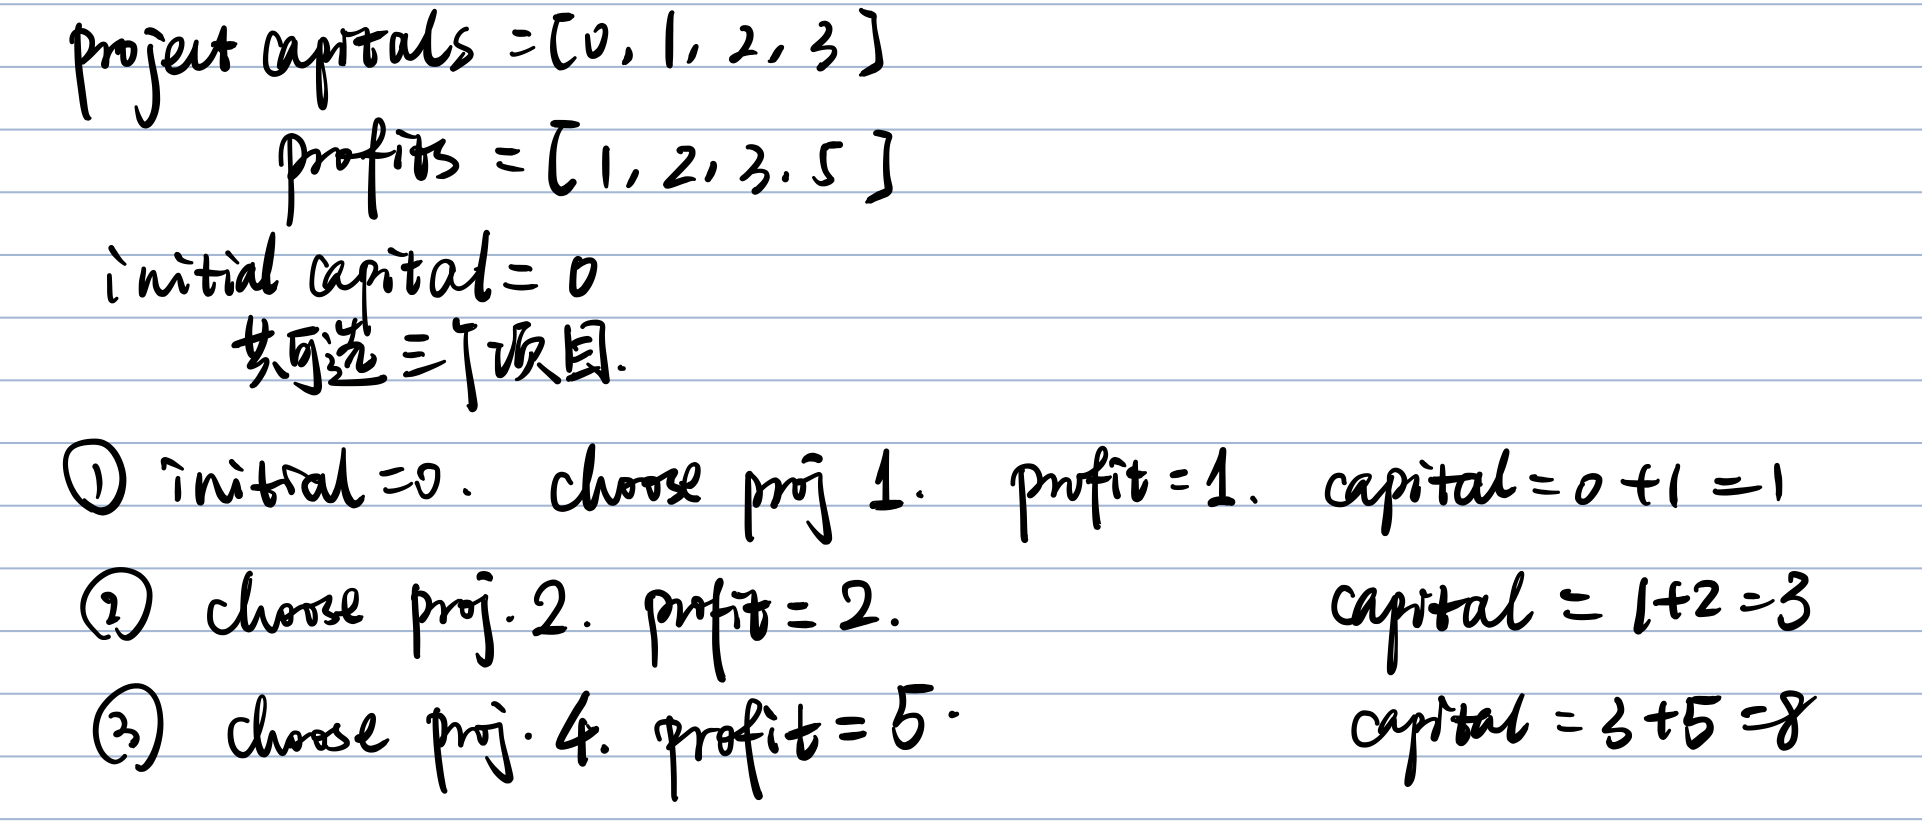 project capitals = [0, 1, 2, 3]
profits = [1, 2, 3. 5]
initial capital = 0
共可选三个项目.
① initial=0. choose proj 1. profit=1. capital=0+1=1
② choose proj. 2. profit=2. capital = 1+2=3
③ choose proj. 4. profit=5. capital = 3+5=8